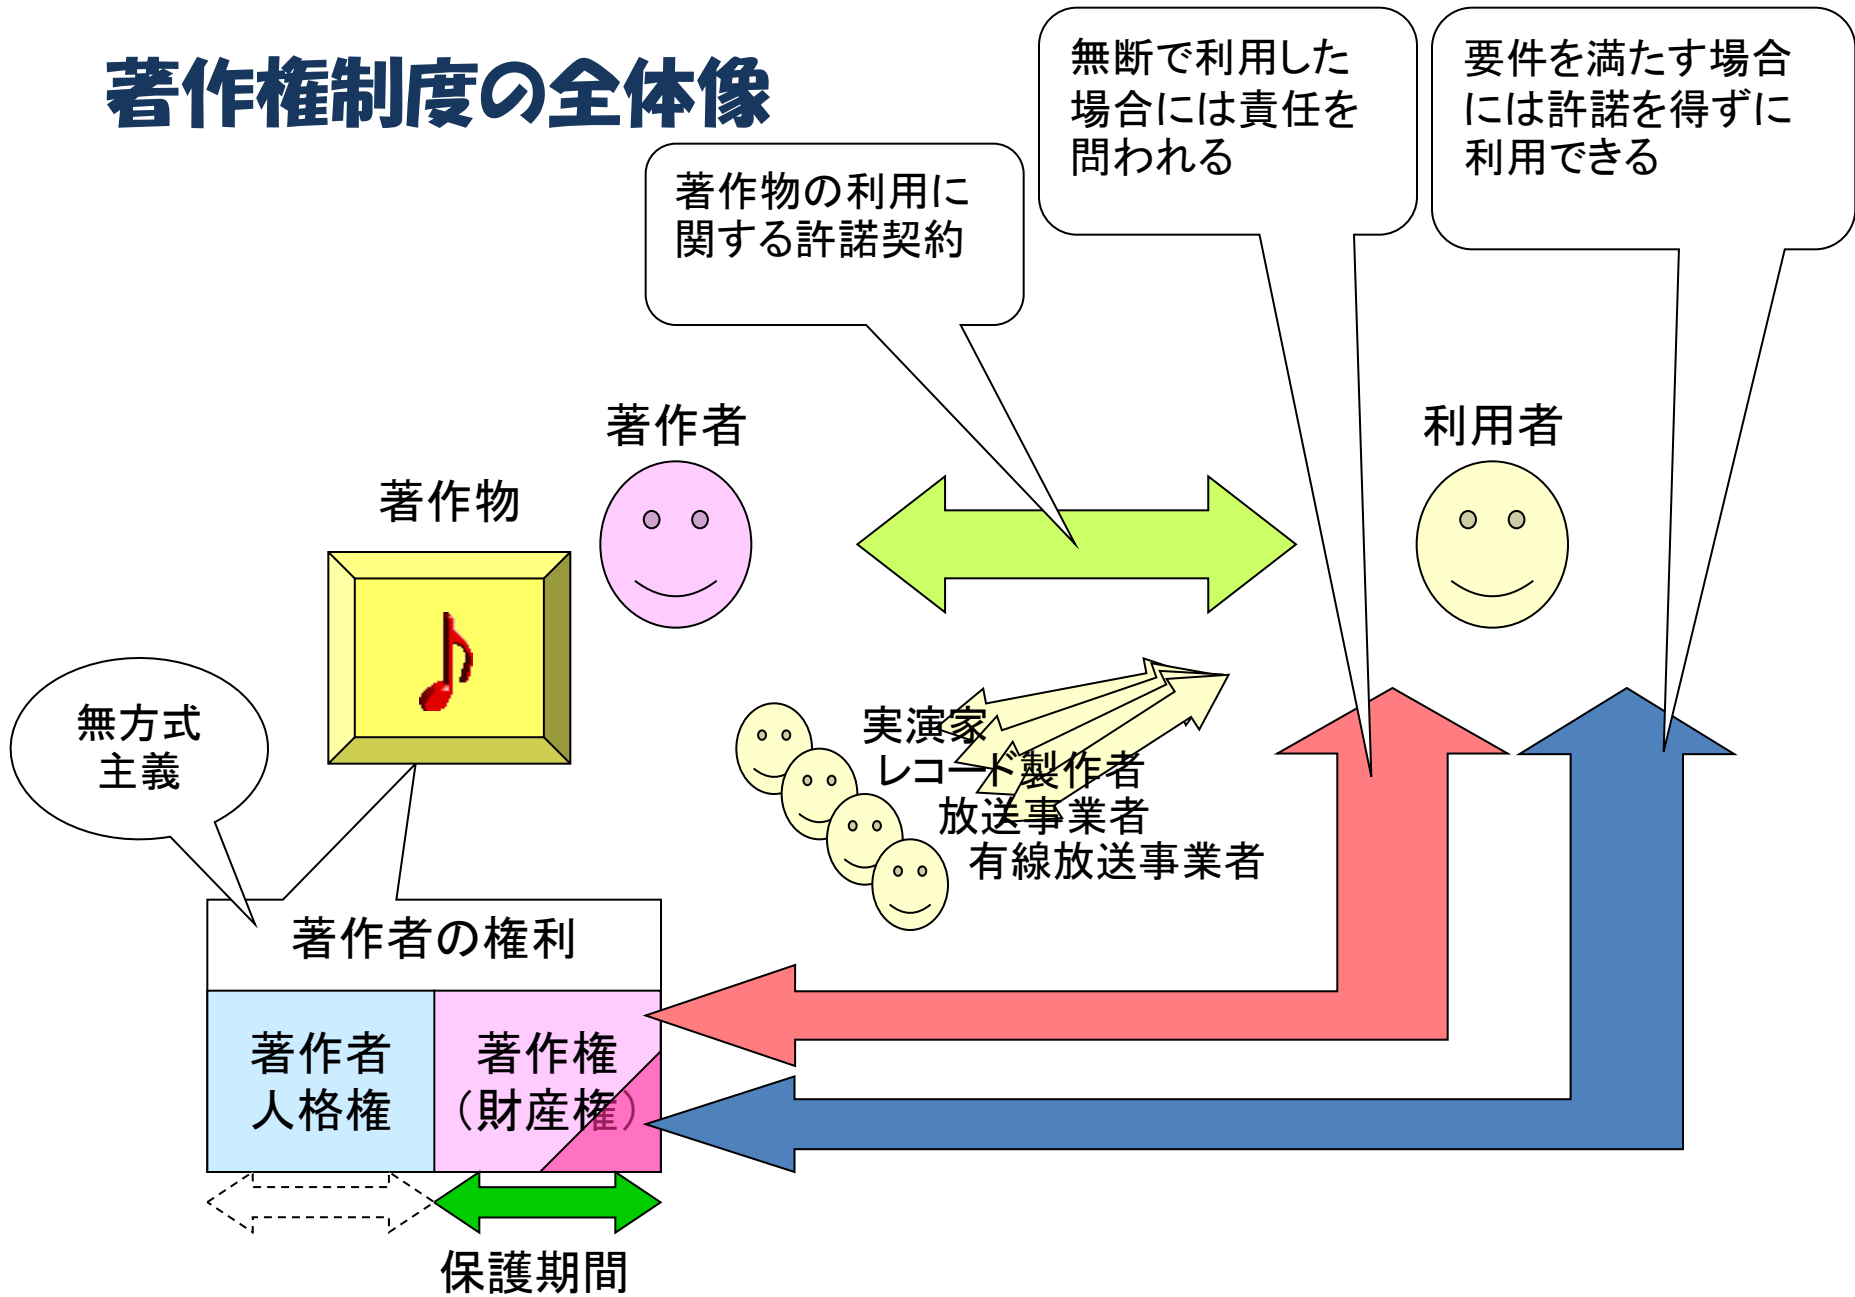 著作権制度の全体像
無断で利用した
場合には責任を
問われる
要件を満たす場合
には許諾を得ずに
利用できる
著作物の利用に
関する許諾契約
著作者
利用者
著作物
無方式
主義
実演家
レコード製作者
放送事業者
有線放送事業者
著作者の権利
著作者
人格権
著作権
（財産権）
保護期間